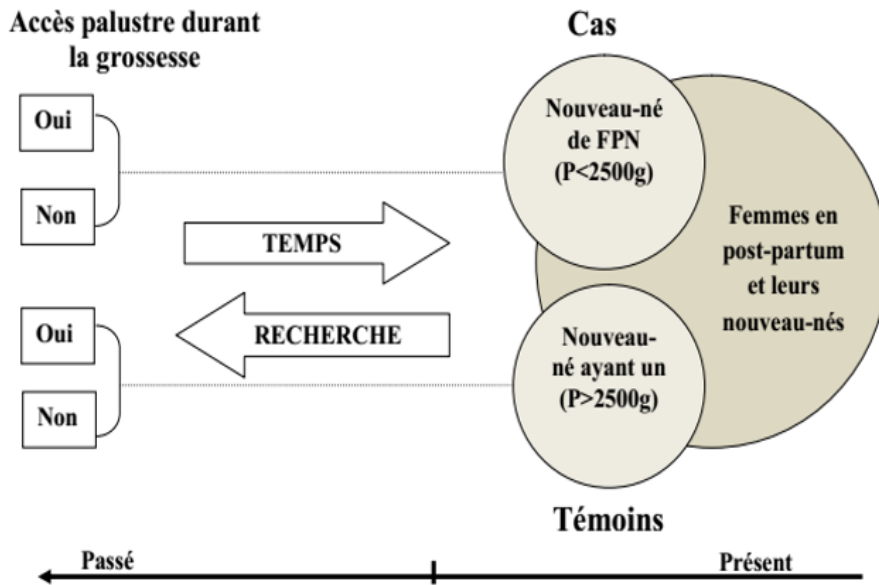 Accès palustre durant
la grossesse
Cas
Oui
Non
Nouveau-né
de FPN
(P<2500g)
TEMPS
Femmes en
post-partum
et leurs
nouveau-nés
RECHERCHE
Oui
Non
Nouveau-
né ayant un
(P>2500g)
Témoins
Passé
Présent